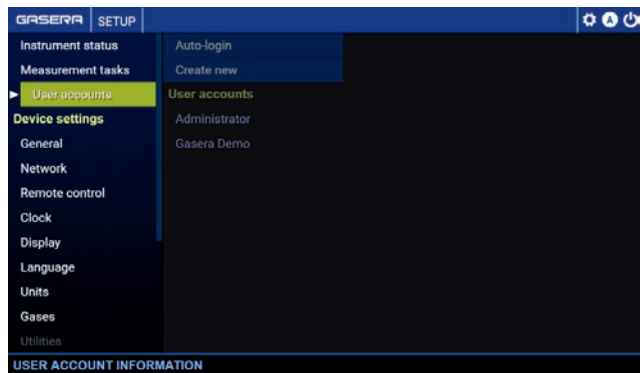 GASERA SETUP A
Instrument status
Measurement tasks
User accounts
Device settings
General
Network
Remote control
Clock
Display
Language
Units
Gases
Utilities
Auto-login
Create new
User accounts
Administrator
Gasera Demo
USER ACCOUNT INFORMATION